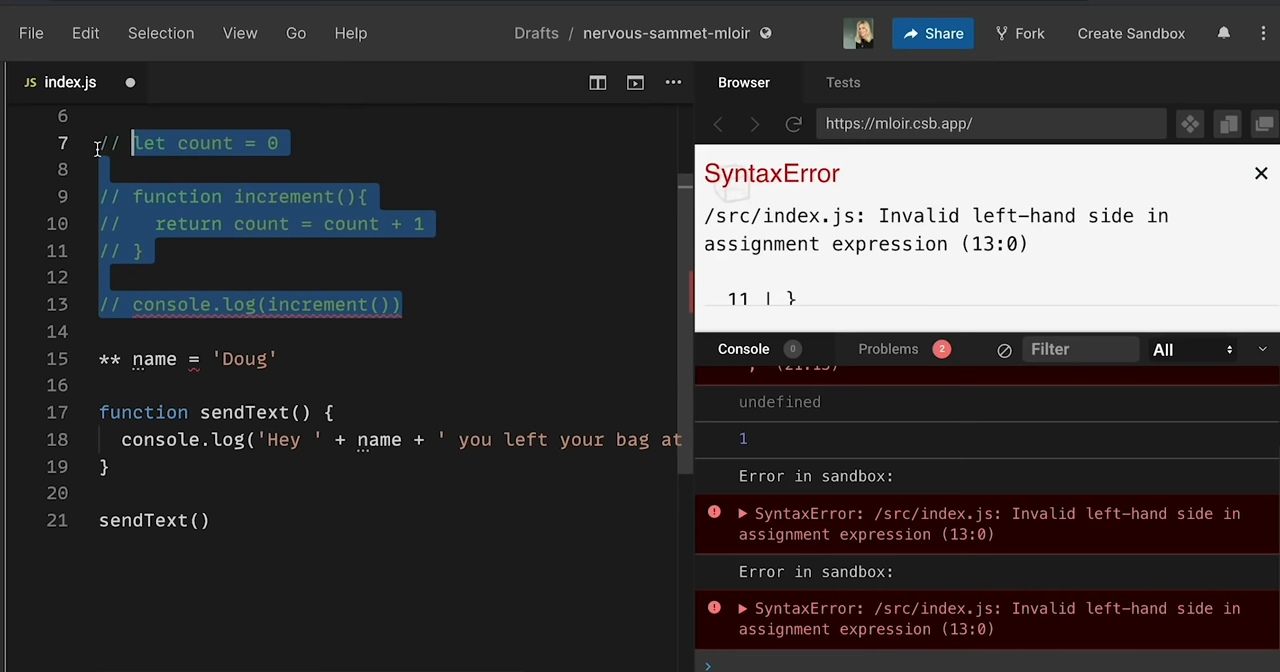 File Edit Selection View Go Help Drafts / nervous-sammet-mloir Share Fork Create Sandbox
JS index.js Browser Tests
https://mloir.csb.app/
6
7 // let count = 0
8
9 // function increment(){
10 //   return count = count + 1
11 // }
12
13 // console.log(increment())
14
15 ** name = 'Doug'
16
17 function sendText() {
18   console.log('Hey ' + name + ' you left your bag at
19 }
20
21 sendText()
SyntaxError
/src/index.js: Invalid left-hand side in
assignment expression (13:0)
11 | }
Console 0 Problems 2 Filter All
undefined
1
Error in sandbox:
SyntaxError: /src/index.js: Invalid left-hand side in
assignment expression (13:0)
Error in sandbox:
SyntaxError: /src/index.js: Invalid left-hand side in
assignment expression (13:0)